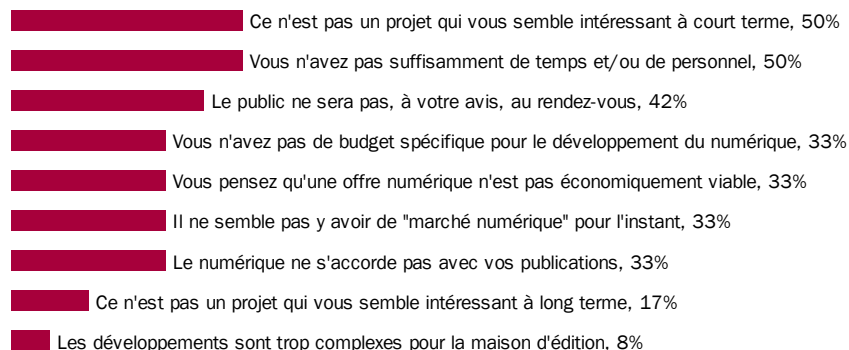 Ce n'est pas un projet qui vous semble intéressant à court terme, 50%
Vous n'avez pas suffisamment de temps et/ou de personnel, 50%
Le public ne sera pas, à votre avis, au rendez-vous, 42%
Vous n'avez pas de budget spécifique pour le développement du numérique, 33%
Vous pensez qu'une offre numérique n'est pas économiquement viable, 33%
Il ne semble pas y avoir de "marché numérique" pour l'instant, 33%
Le numérique ne s'accorde pas avec vos publications, 33%
Ce n'est pas un projet qui vous semble intéressant à long terme, 17%
Les développements sont trop complexes pour la maison d'édition, 8%